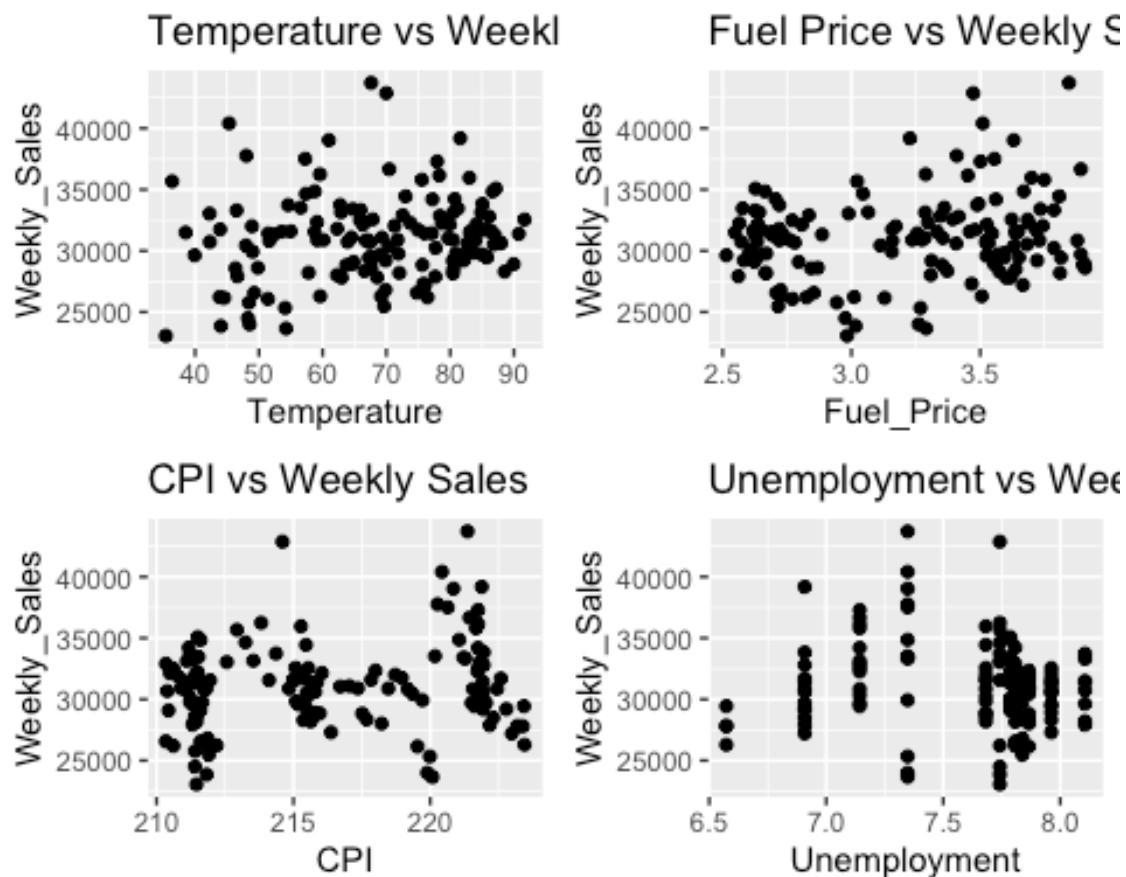 Temperature vs Weekl
Weekly_Sales
40000
35000
30000
25000
40 50 60 70 80 90
Temperature
Fuel Price vs Weekly S
Weekly_Sales
40000
35000
30000
25000
2.5 3.0 3.5
Fuel_Price
CPI vs Weekly Sales
Weekly_Sales
40000
35000
30000
25000
210 215 220
CPI
Unemployment vs Wee
Weekly_Sales
40000
35000
30000
25000
6.5 7.0 7.5 8.0
Unemployment